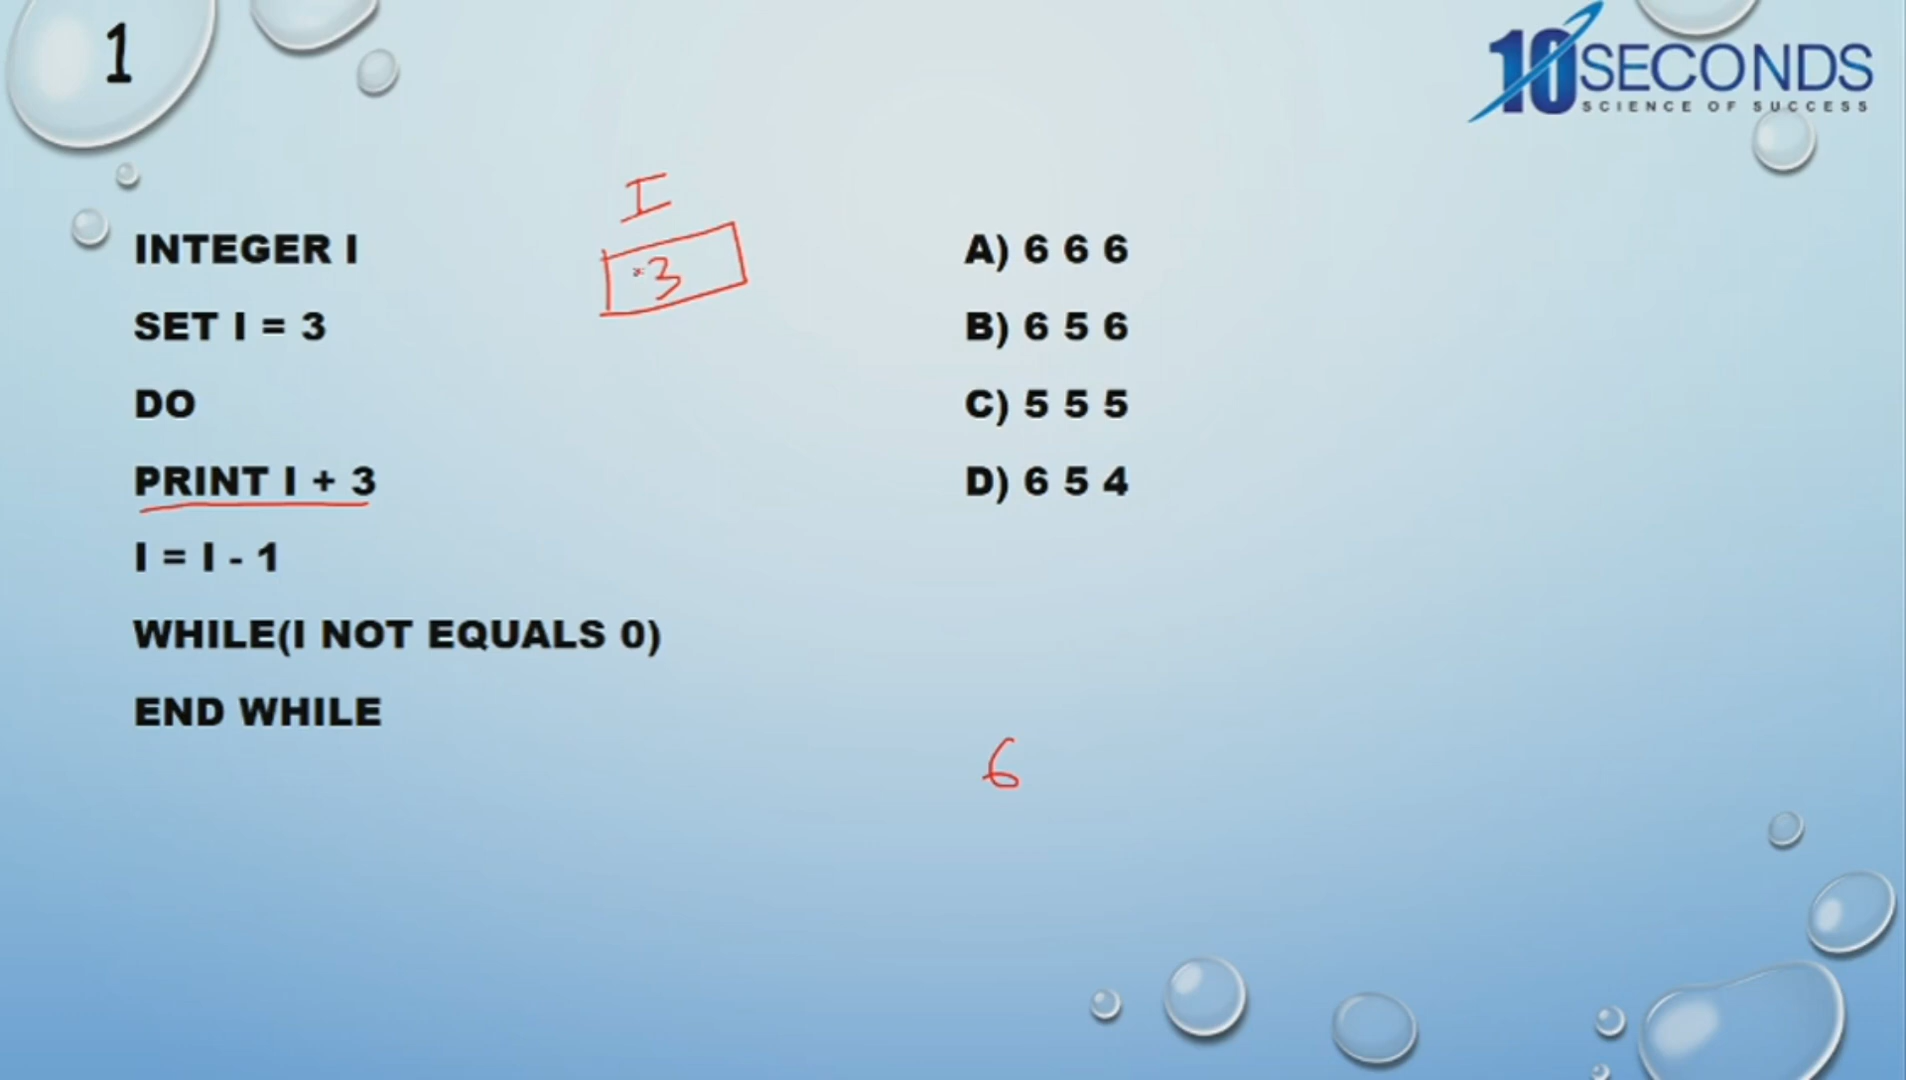 1
10SECONDS
SCIENCE OF SUCCESS
I
3
INTEGER I
SET I = 3
DO
PRINT I + 3
I = I - 1
WHILE(I NOT EQUALS 0)
END WHILE
A) 6 6 6
B) 6 5 6
C) 5 5 5
D) 6 5 4
6